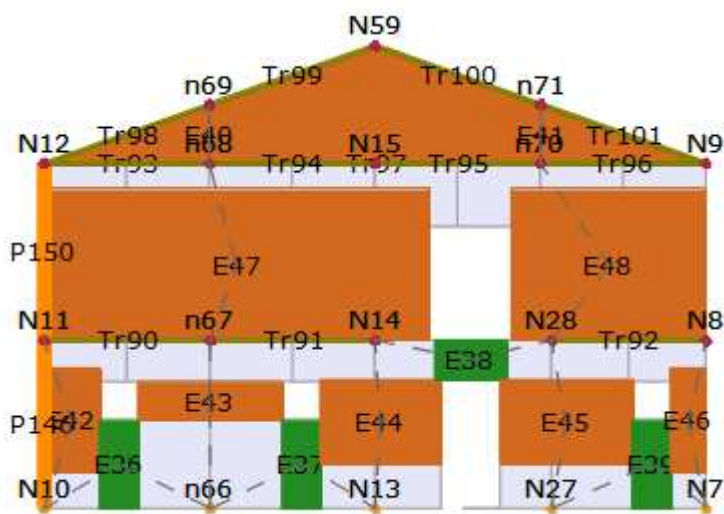 N59
n69 Tr99 Tr100 n71
N12 Tr98 E40 E41 Tr101 N9
n68 N15 n70
Tr93 Tr94 Tr97 Tr95 Tr96
P150 E47 E48
N11 n67 N14 N28 N8
Tr90 Tr91 Tr92
E38
E43
P146 E42 E44 E45 E46
E36 E37 E39
N10 n66 N13 N27 N7